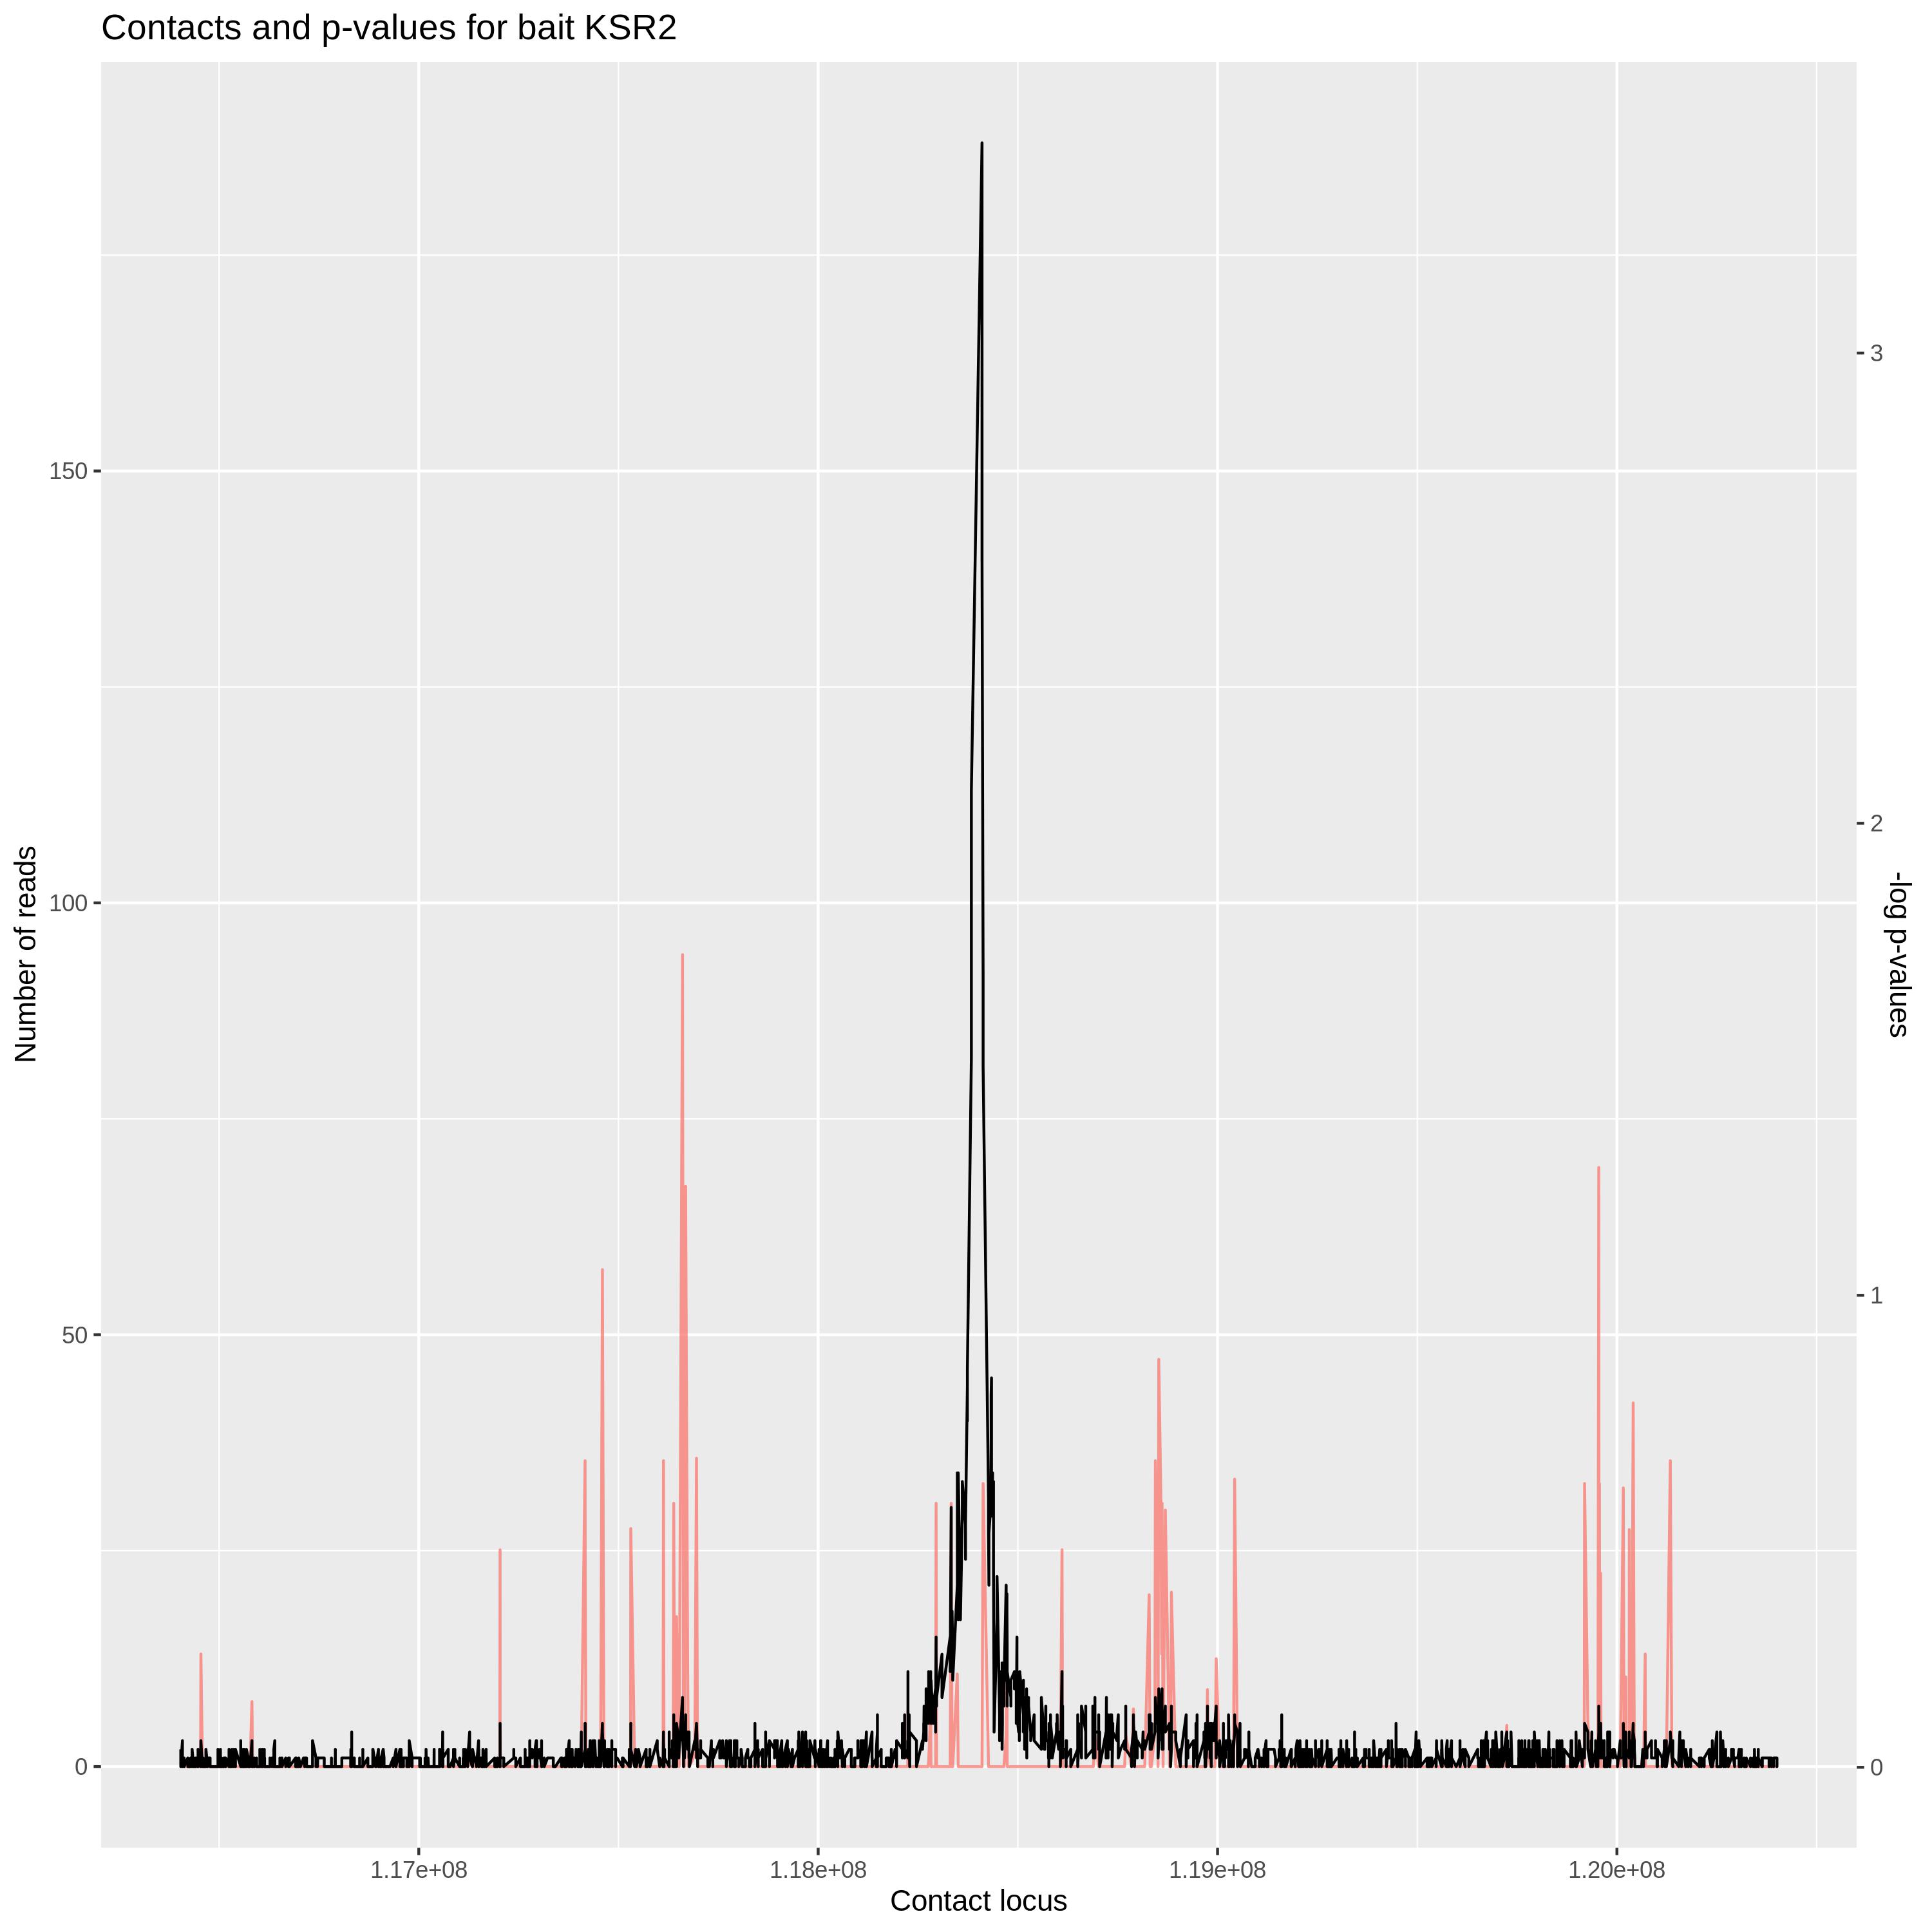 Contacts and p-values for bait KSR2
Number of reads
150
100
50
0
3
2
1
0
-log p-values
1.17e+08
1.18e+08
1.19e+08
1.20e+08
Contact locus